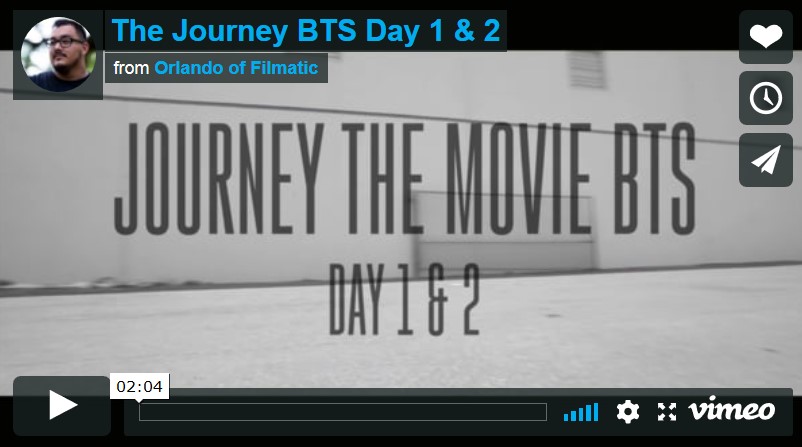 The Journey BTS Day 1 & 2
from Orlando of Filmatic
JOURNEY THE MOVIE BTS
DAY 1 & 2
02:04
vimeo